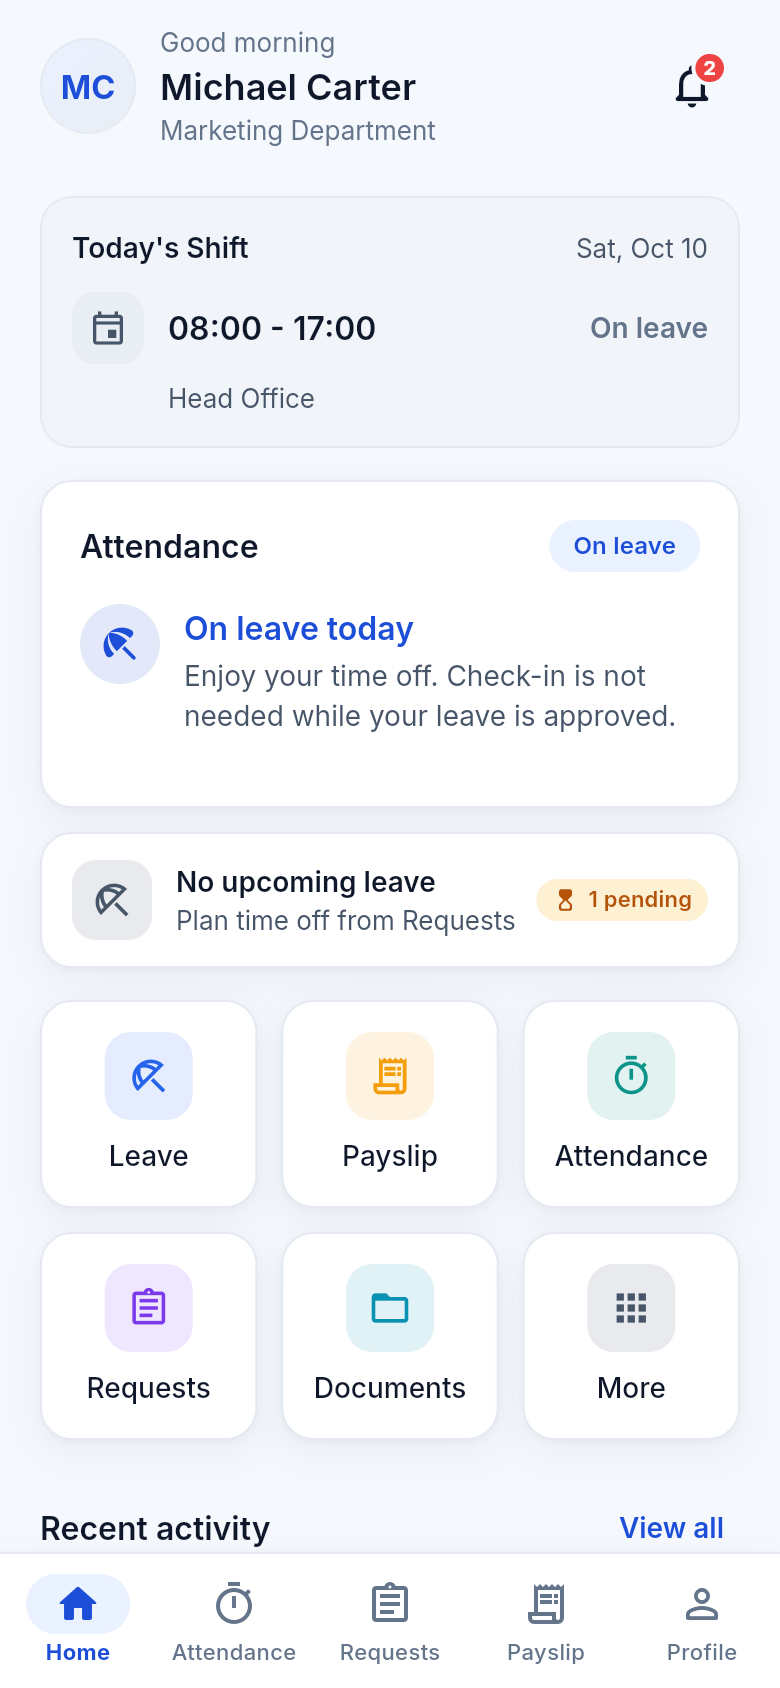 Good morning
MC
Michael Carter
2
Marketing Department
Today's Shift
Sat, Oct 10
08:00 - 17:00
On leave
Head Office
Attendance
On leave
On leave today
Enjoy your time off. Check-in is not
needed while your leave is approved.
No upcoming leave
Plan time off from Requests
1 pending
Leave
Payslip
Attendance
Requests
Documents
More
Recent activity
View all
Home
Attendance
Requests
Payslip
Profile